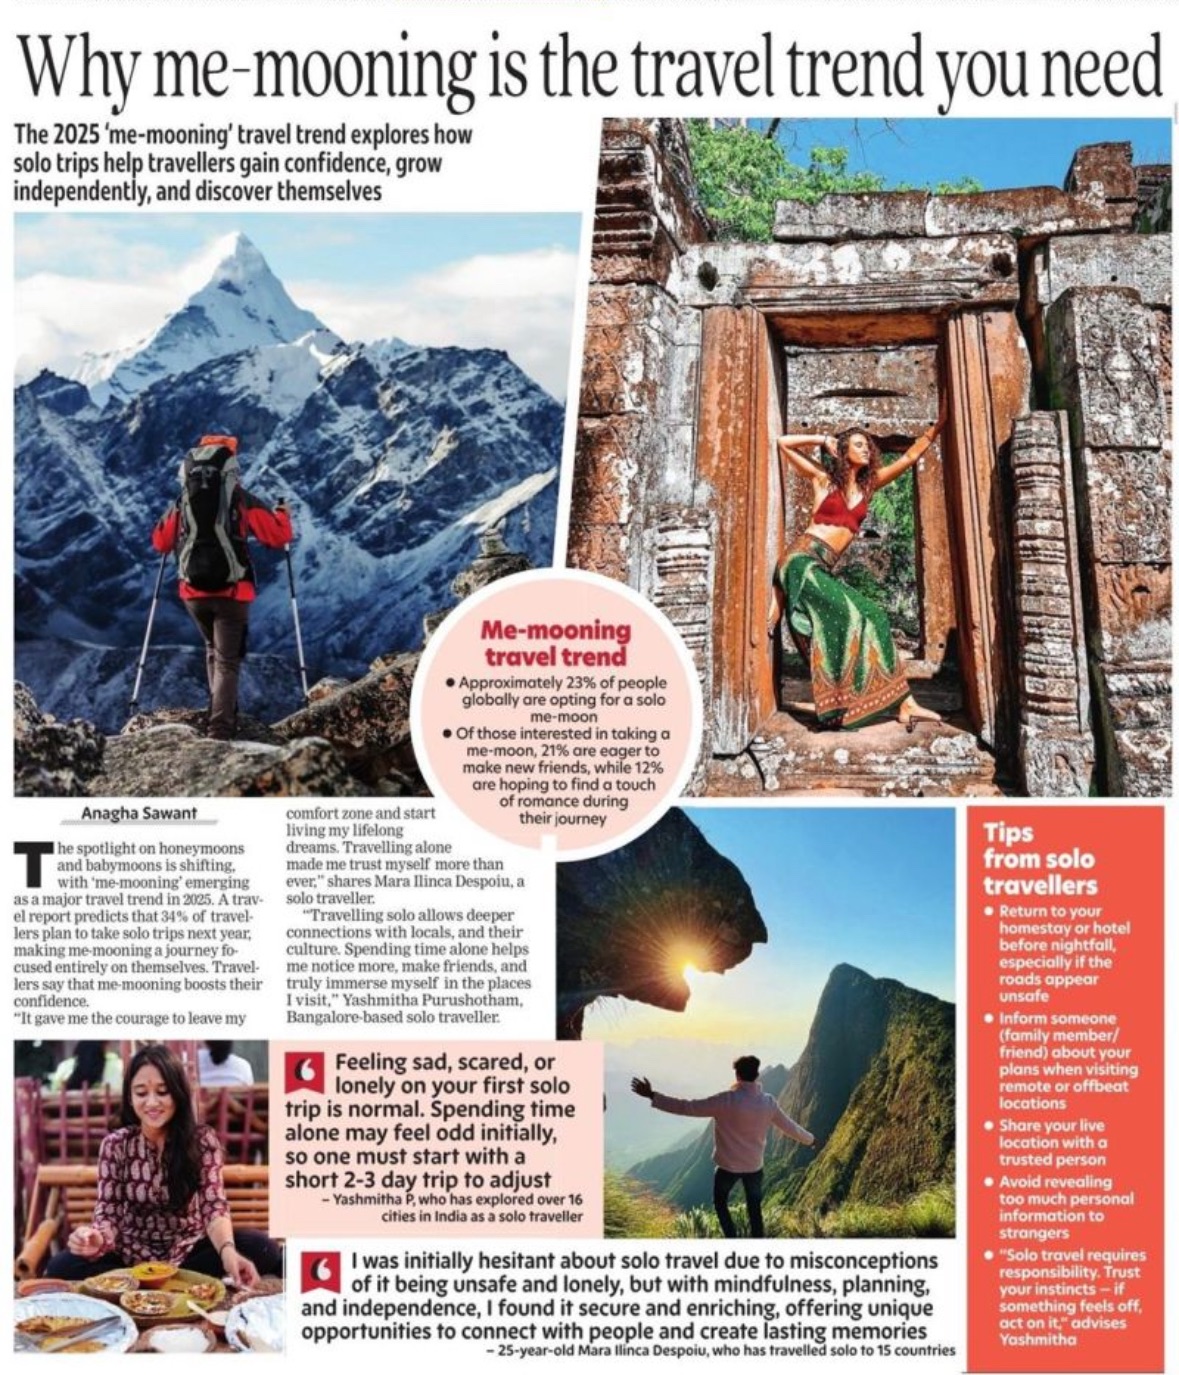 Why me-mooning is the travel trend you need
The 2025 ‘me-mooning’ travel trend explores how
solo trips help travellers gain confidence, grow
independently, and discover themselves
Me-mooning
travel trend
● Approximately 23% of people
globally are opting for a solo
me-moon
● Of those interested in taking a
me-moon, 21% are eager to
make new friends, while 12%
are hoping to find a touch
of romance during
their journey
Anagha Sawant
The spotlight on honeymoons
and babymoons is shifting,
with ‘me-mooning’ emerging
as a major travel trend in 2025. A trav-
el report predicts that 34% of travel-
lers plan to take solo trips next year,
making me-mooning a journey fo-
cused entirely on themselves. Travel-
lers say that me-mooning boosts their
confidence.
“It gave me the courage to leave my
comfort zone and start
living my lifelong
dreams. Travelling alone
made me trust myself more than
ever,” shares Mara Ilinca Despoiu, a
solo traveller.
“Travelling solo allows deeper
connections with locals, and their
culture. Spending time alone helps
me notice more, make friends, and
truly immerse myself in the places
I visit,” Yashmitha Purushotham,
Bangalore-based solo traveller.
Feeling sad, scared, or
lonely on your first solo
trip is normal. Spending time
alone may feel odd initially,
so one must start with a
short 2-3 day trip to adjust
– Yashmitha P, who has explored over 16
cities in India as a solo traveller
I was initially hesitant about solo travel due to misconceptions
of it being unsafe and lonely, but with mindfulness, planning,
and independence, I found it secure and enriching, offering unique
opportunities to connect with people and create lasting memories
– 25-year-old Mara Ilinca Despoiu, who has travelled solo to 15 countries
Tips
from solo
travellers
● Return to your
homestay or hotel
before nightfall,
especially if the
roads appear
unsafe
● Inform someone
(family member/
friend) about your
plans when visiting
remote or offbeat
locations
● Share your live
location with a
trusted person
● Avoid revealing
too much personal
information to
strangers
● “Solo travel requires
responsibility. Trust
your instincts – if
something feels off,
act on it,” advises
Yashmitha